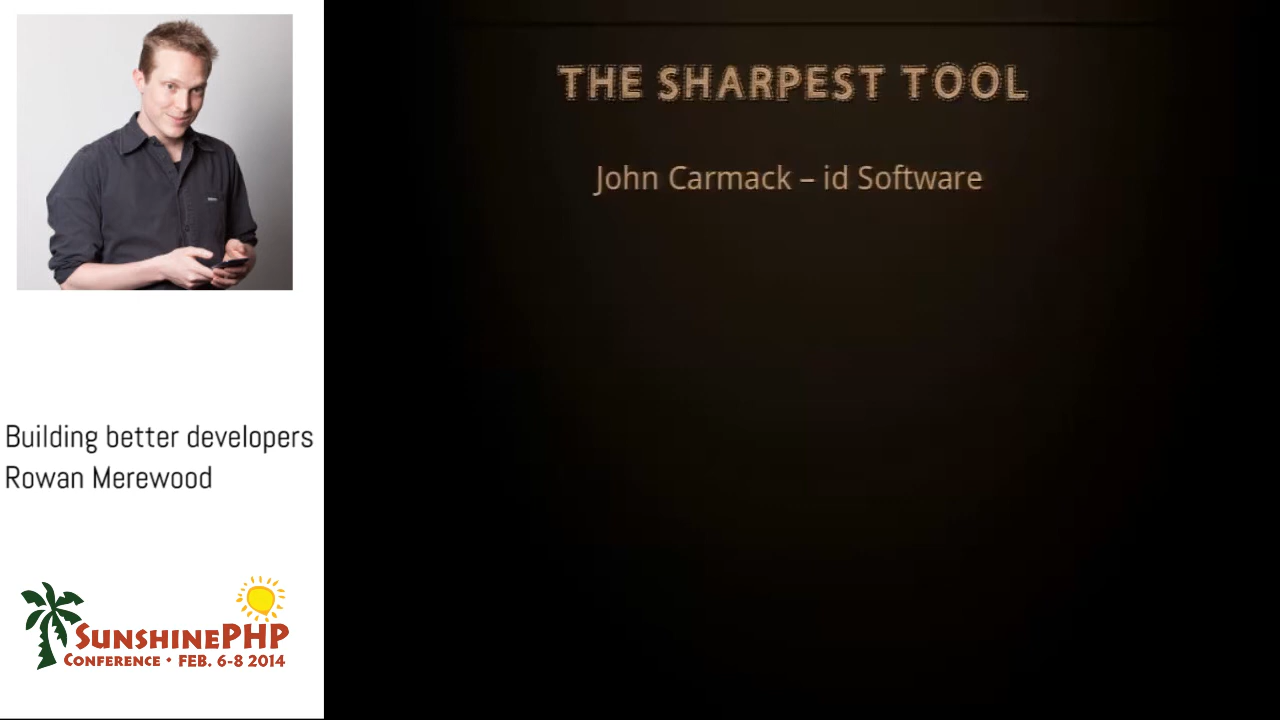 THE SHARPEST TOOL
John Carmack – id Software
Building better developers
Rowan Merewood
SUNSHINEPHP
CONFERENCE • FEB. 6-8 2014